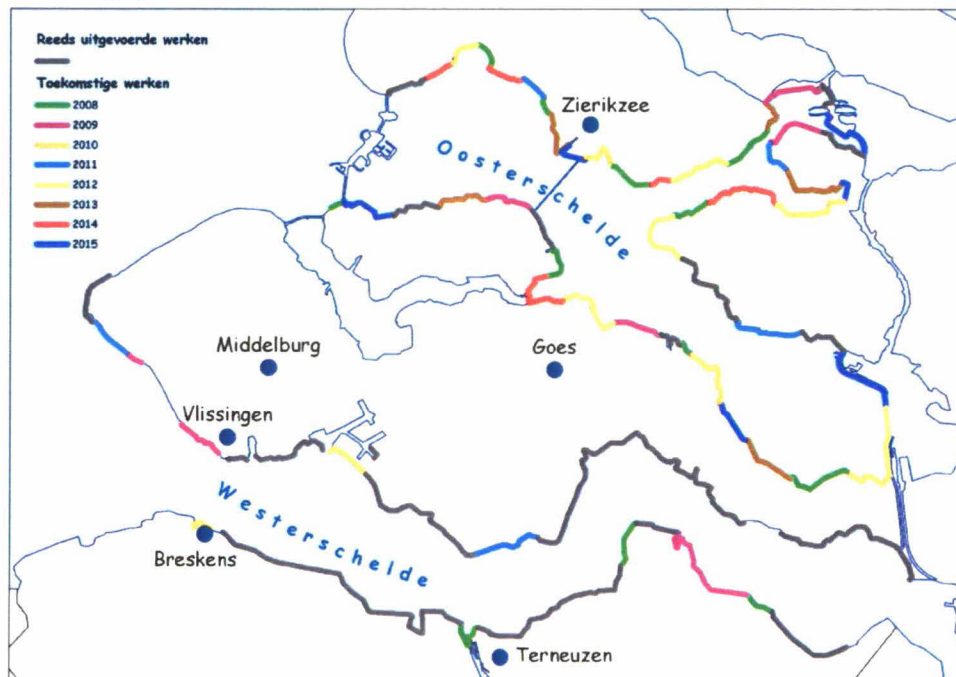 Reeds uitgevoerde werken
Toekomstige werken
2008
2009
2010
2011
2012
2013
2014
2015
Zierikzee
Oosterschelde
Middelburg
Goes
Vlissingen
Westerschelde
Breskens
Terneuzen